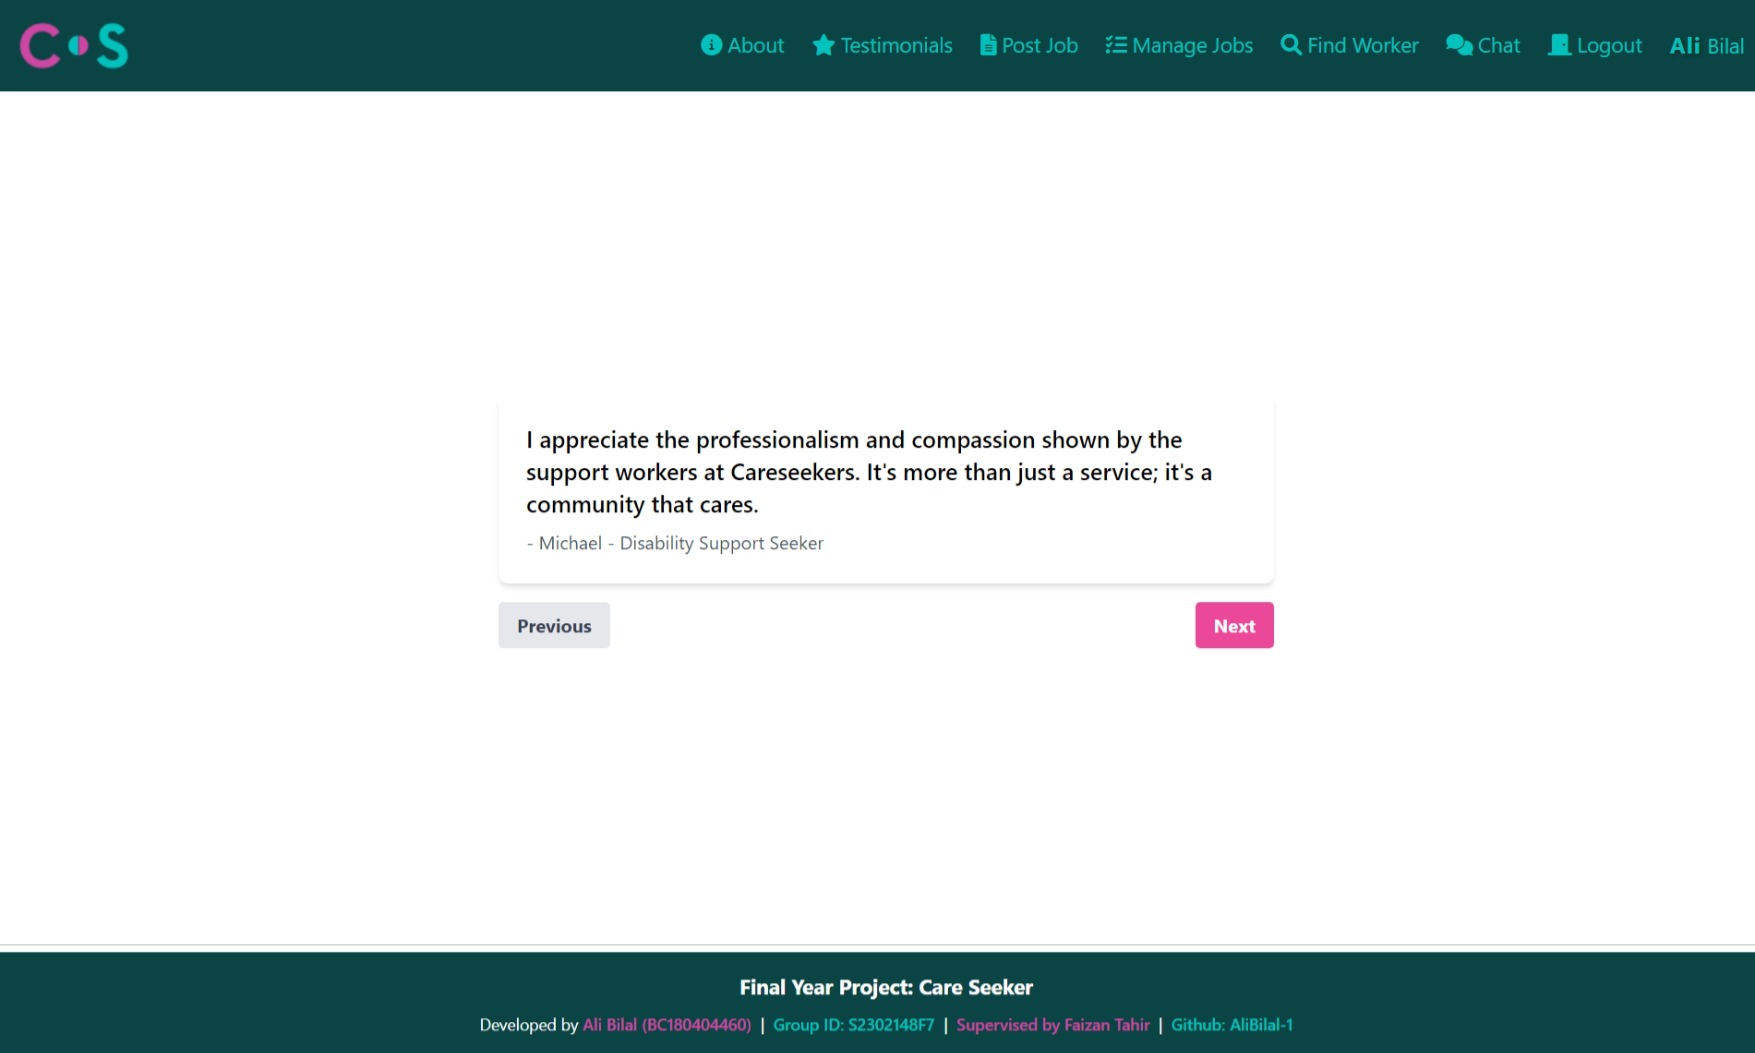 C S
About Testimonials Post Job Manage Jobs Find Worker Chat Logout Ali Bilal
I appreciate the professionalism and compassion shown by the
support workers at Careseekers. It's more than just a service; it's a
community that cares.
- Michael - Disability Support Seeker
Previous Next
Final Year Project: Care Seeker
Developed by Ali Bilal (BC180404460) | Group ID: S2302148F7 | Supervised by Faizan Tahir | Github: AliBilal-1